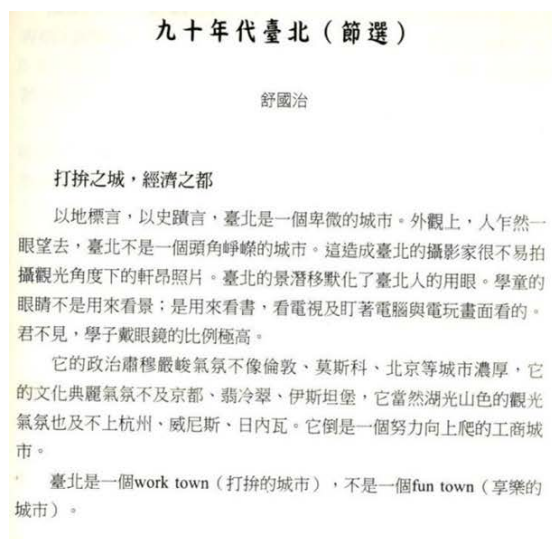 九十年代臺北（節選）
舒國治
打拚之城，經濟之都
以地標言，以史蹟言，臺北是一個卑微的城市。外觀上，人乍然一
眼望去，臺北不是一個頭角崢嶸的城市。這造成臺北的攝影家很不易拍
攝觀光角度下的軒昂照片。臺北的景潛移默化了臺北人的用眼。學童的
眼睛不是用來看景；是用來看書，看電視及盯著電腦與電玩畫面看的。
君不見，學子戴眼鏡的比例極高。
它的政治肅穆嚴峻氣氛不像倫敦、莫斯科、北京等城市濃厚，它
的文化典麗氣氛不及京都、翡冷翠、伊斯坦堡，它當然湖光山色的觀光
氣氛也及不上杭州、威尼斯、日內瓦。它倒是一個努力向上爬的工商城
市。
臺北是一個work town（打拚的城市），不是一個fun town（享樂的
城市）。